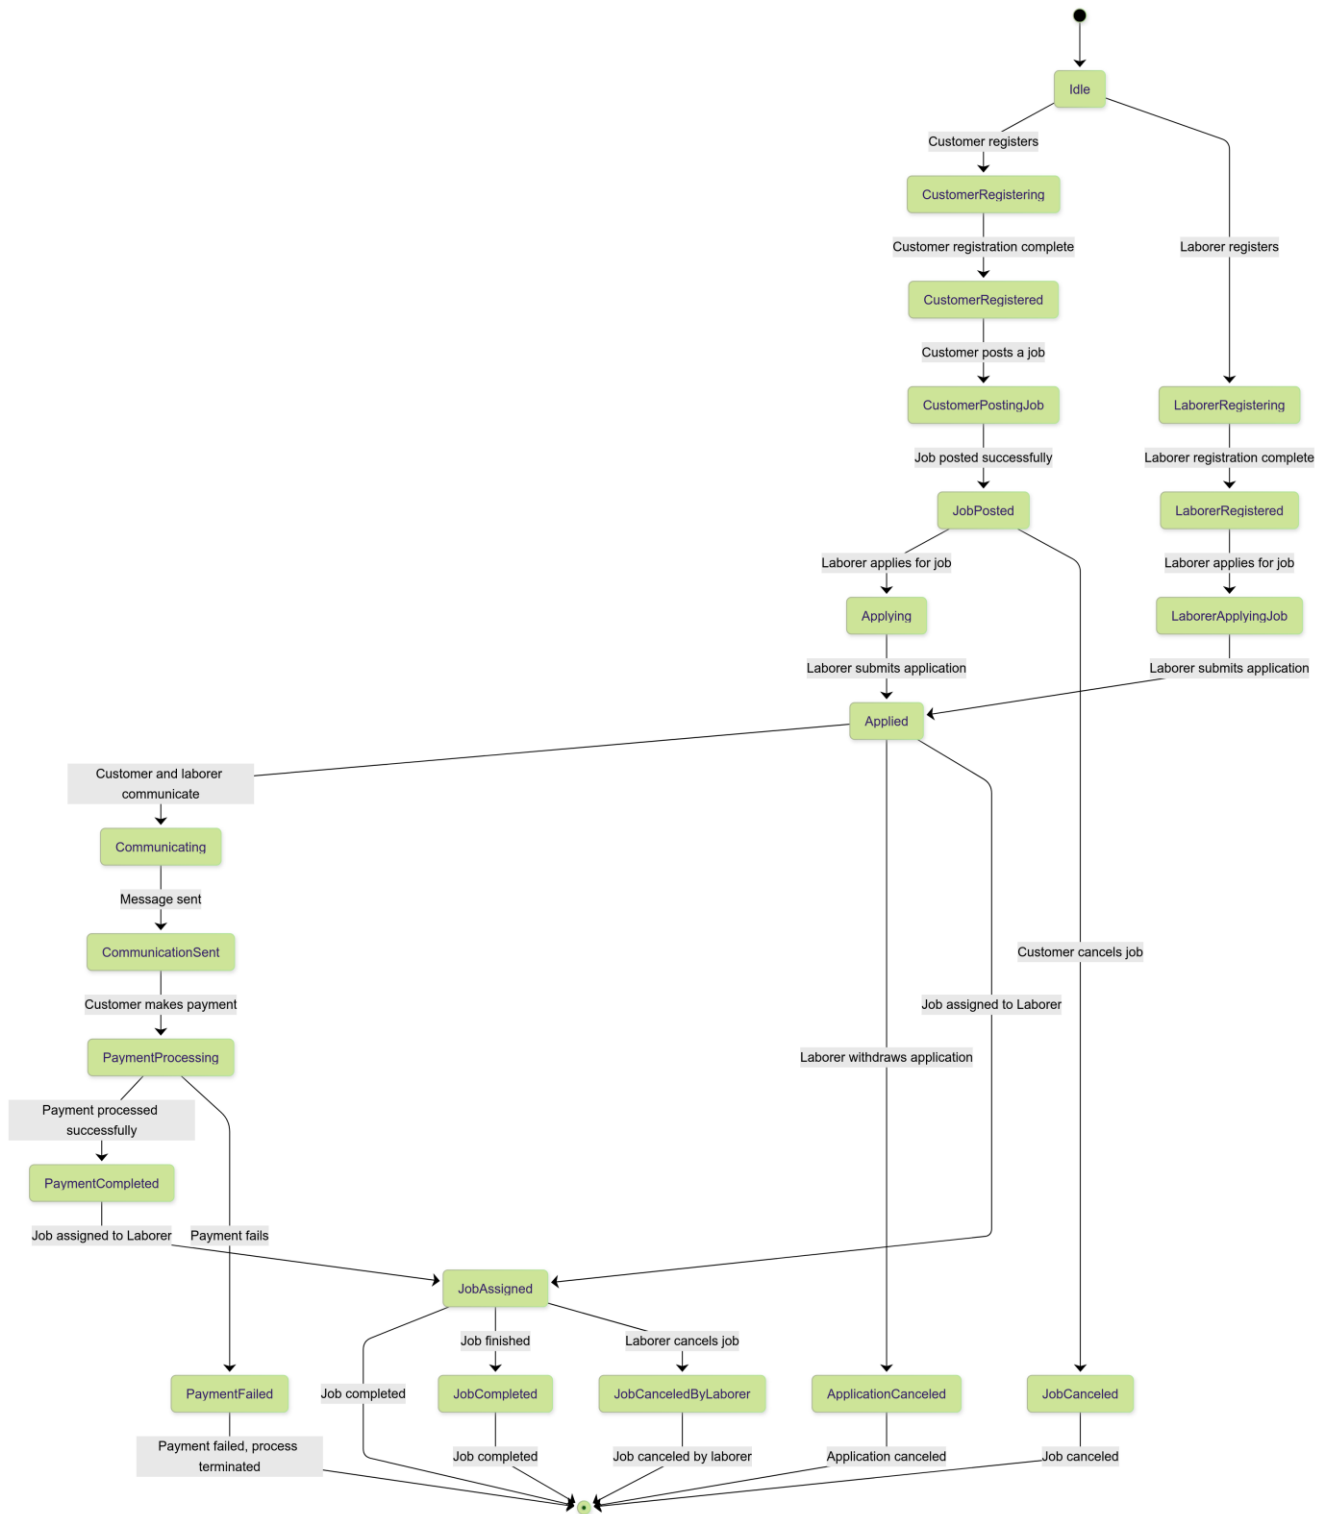 Idle
Customer registers
CustomerRegistering
Customer registration complete
Laborer registers
CustomerRegistered
Customer posts a job
CustomerPostingJob
LaborerRegistering
Job posted successfully
Laborer registration complete
JobPosted
LaborerRegistered
Laborer applies for job
Laborer applies for job
Applying
LaborerApplyingJob
Laborer submits application
Laborer submits application
Applied
Customer and laborer
communicate
Communicating
Message sent
CommunicationSent
Customer cancels job
Customer makes payment
Job assigned to Laborer
PaymentProcessing
Laborer withdraws application
Payment processed
successfully
PaymentCompleted
Job assigned to Laborer
Payment fails
JobAssigned
Job finished
Laborer cancels job
PaymentFailed
Job completed
JobCompleted
JobCanceledByLaborer
ApplicationCanceled
JobCanceled
Payment failed, process
terminated
Job completed
Job canceled by laborer
Application canceled
Job canceled